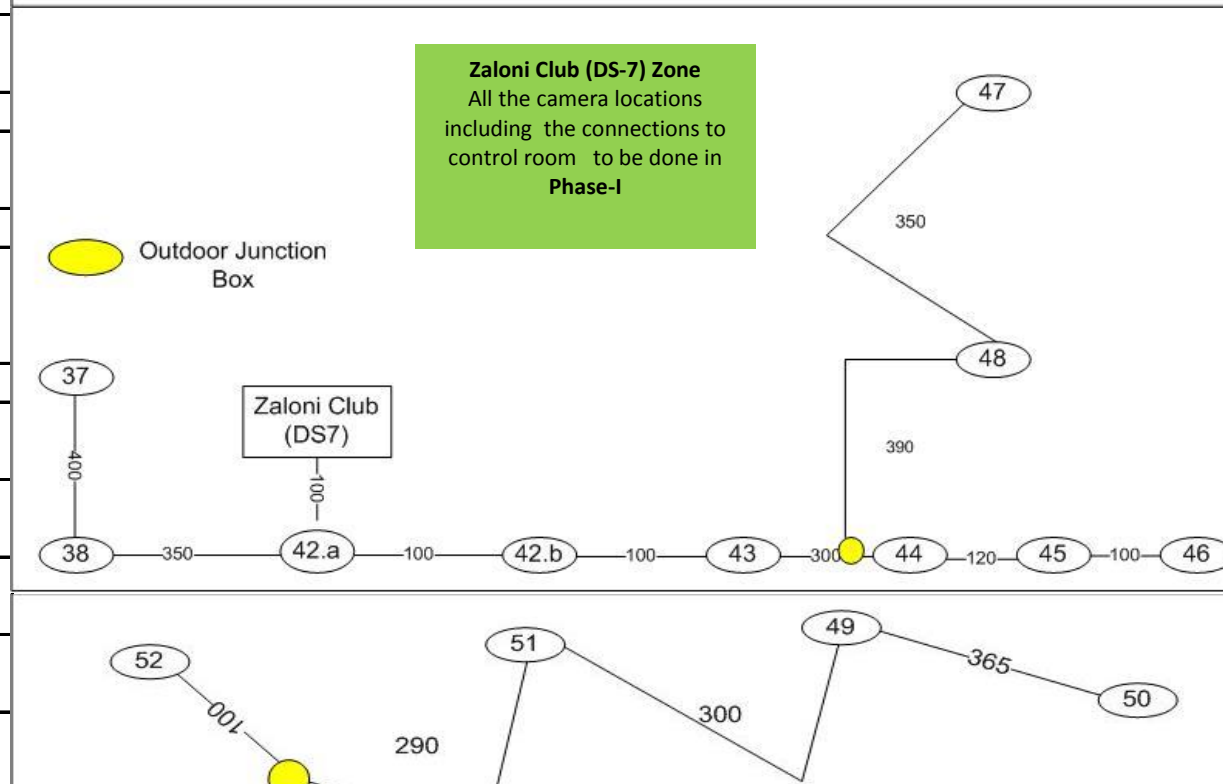 Zaloni Club (DS-7) Zone
All the camera locations
including the connections to
control room to be done in
Phase-I
47
350
Outdoor Junction
Box
48
37
Zaloni Club
(DS7)
390
400
100
38
350
42.a
100
42.b
100
43
300
44
120
45
100
46
52
51
49
365
50
100
300
290